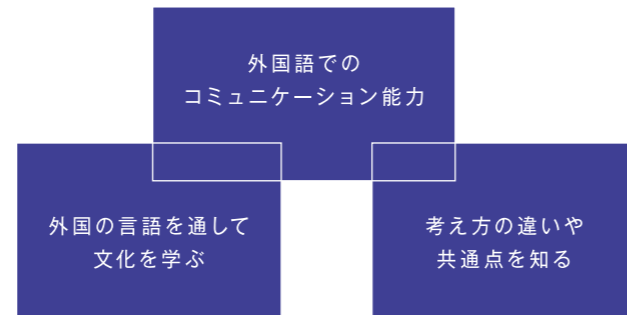 外国語での
コミュニケーション能力
外国の言語を通して
文化を学ぶ
考え方の違いや
共通点を知る